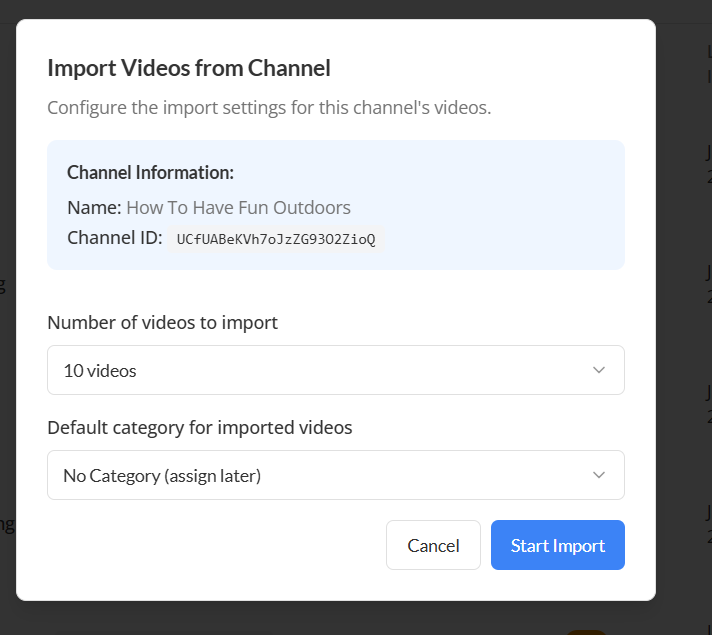 Import Videos from Channel
Configure the import settings for this channel's videos.
Channel Information:
Name: How To Have Fun Outdoors
Channel ID: UCfUABeKVh7oJzZG93O2ZioQ
Number of videos to import
10 videos
Default category for imported videos
No Category (assign later)
Cancel Start Import